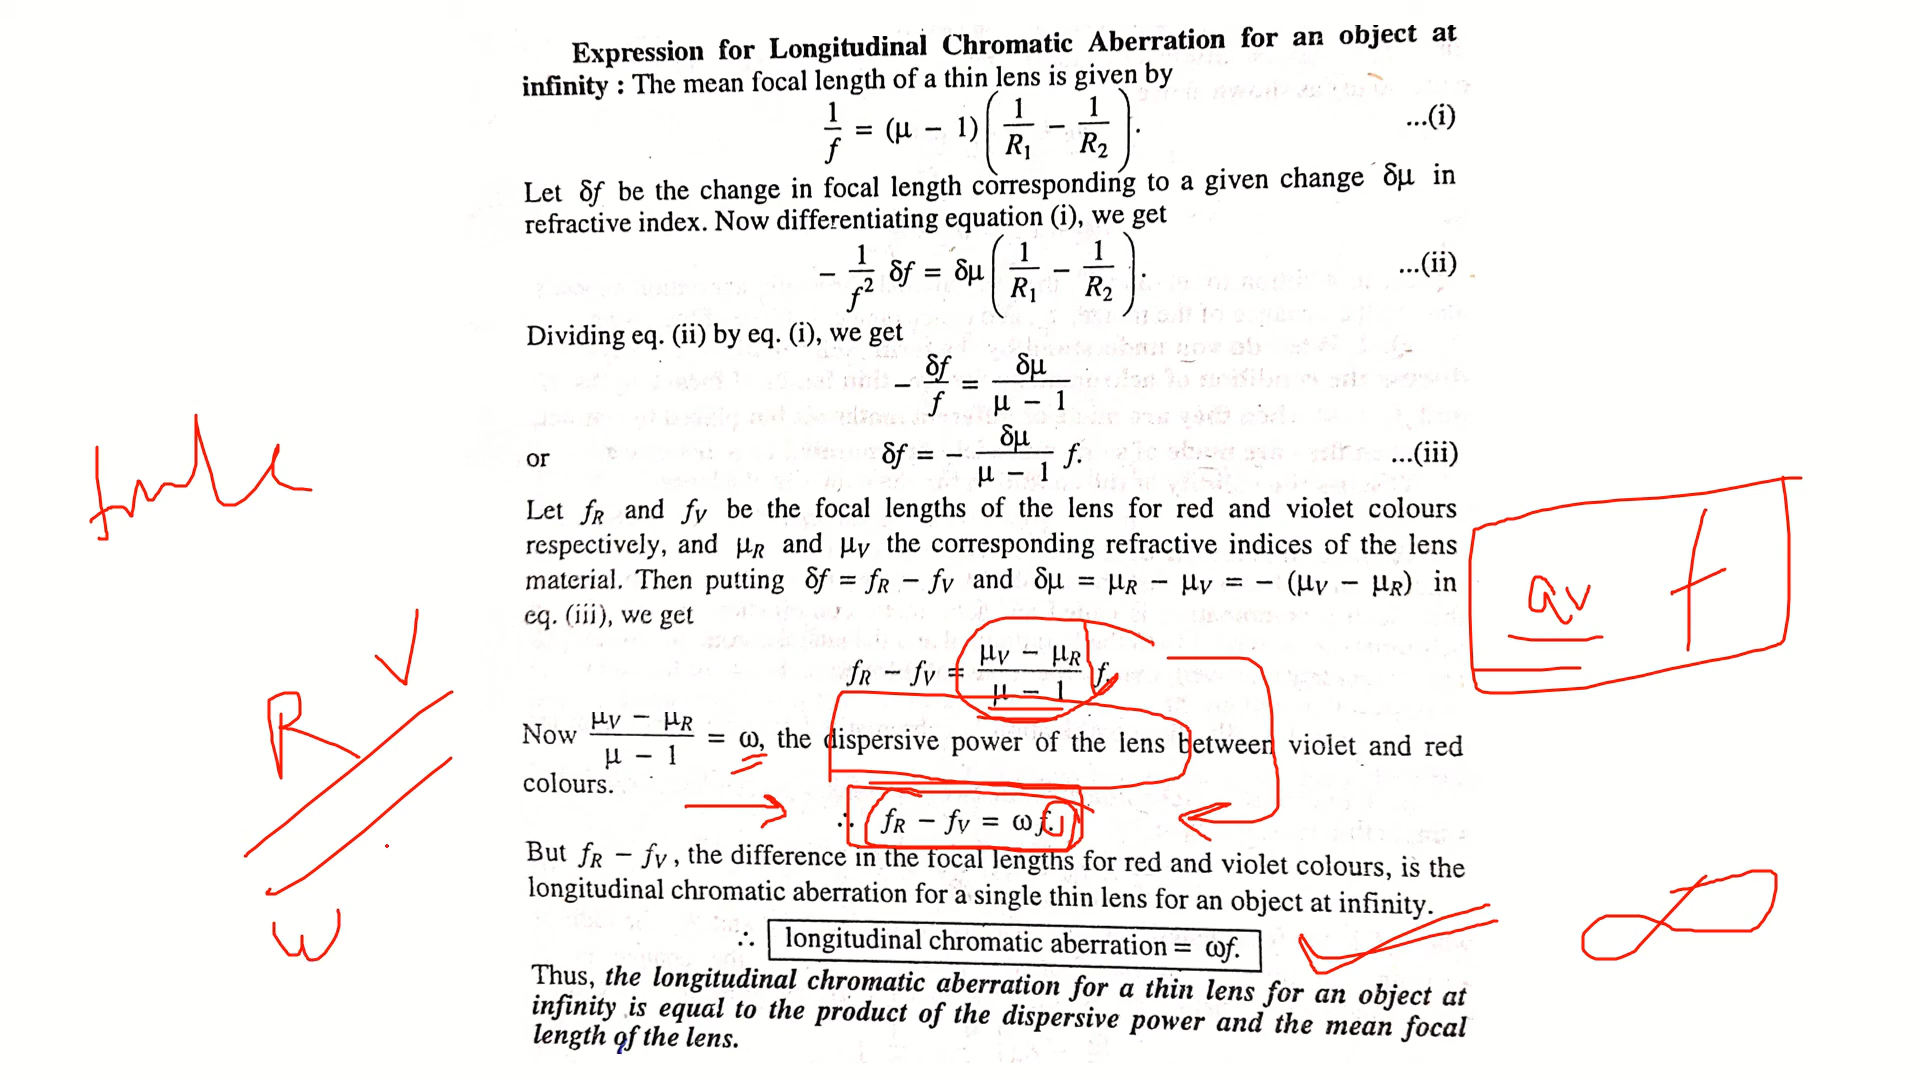 Expression for Longitudinal Chromatic Aberration for an object at
infinity : The mean focal length of a thin lens is given by
1/f = (μ − 1) (1/R₁ − 1/R₂). ...(i)
Let δf be the change in focal length corresponding to a given change δμ in
refractive index. Now differentiating equation (i), we get
− 1/f² δf = δμ (1/R₁ − 1/R₂). ...(ii)
Dividing eq. (ii) by eq. (i), we get
− δf/f = δμ/(μ − 1)
or δf = − δμ/(μ − 1) f. ...(iii)
Let f_R and f_V be the focal lengths of the lens for red and violet colours
respectively, and μ_R and μ_V the corresponding refractive indices of the lens
material. Then putting δf = f_R − f_V and δμ = μ_R − μ_V = − (μ_V − μ_R) in
eq. (iii), we get
f_R − f_V = (μ_V − μ_R)/(μ − 1) f.
Now (μ_V − μ_R)/(μ − 1) = ω, the dispersive power of the lens between violet and red
colours.
∴ f_R − f_V = ω f.
But f_R − f_V, the difference in the focal lengths for red and violet colours, is the
longitudinal chromatic aberration for a single thin lens for an object at infinity.
∴ longitudinal chromatic aberration = ωf.
Thus, the longitudinal chromatic aberration for a thin lens for an object at
infinity is equal to the product of the dispersive power and the mean focal
length of the lens.
R V
W
av f
∞